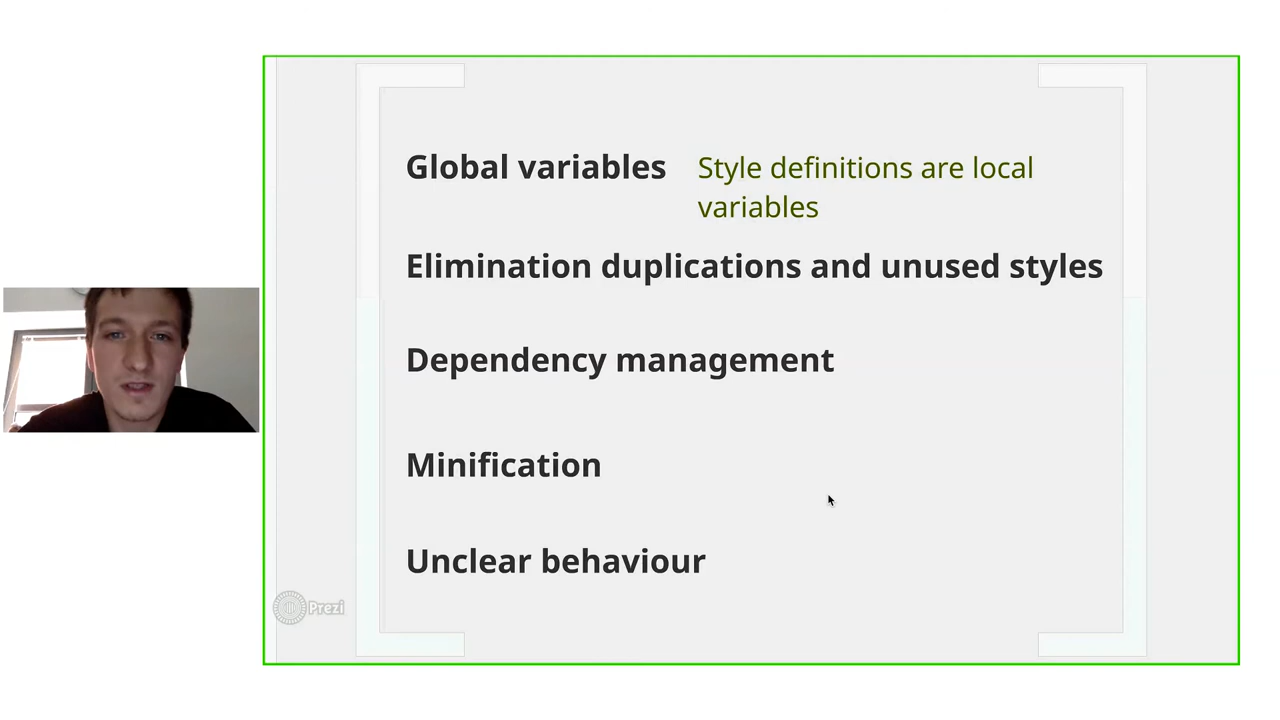 Global variables
Style definitions are local
variables
Elimination duplications and unused styles
Dependency management
Minification
Unclear behaviour
Prezi